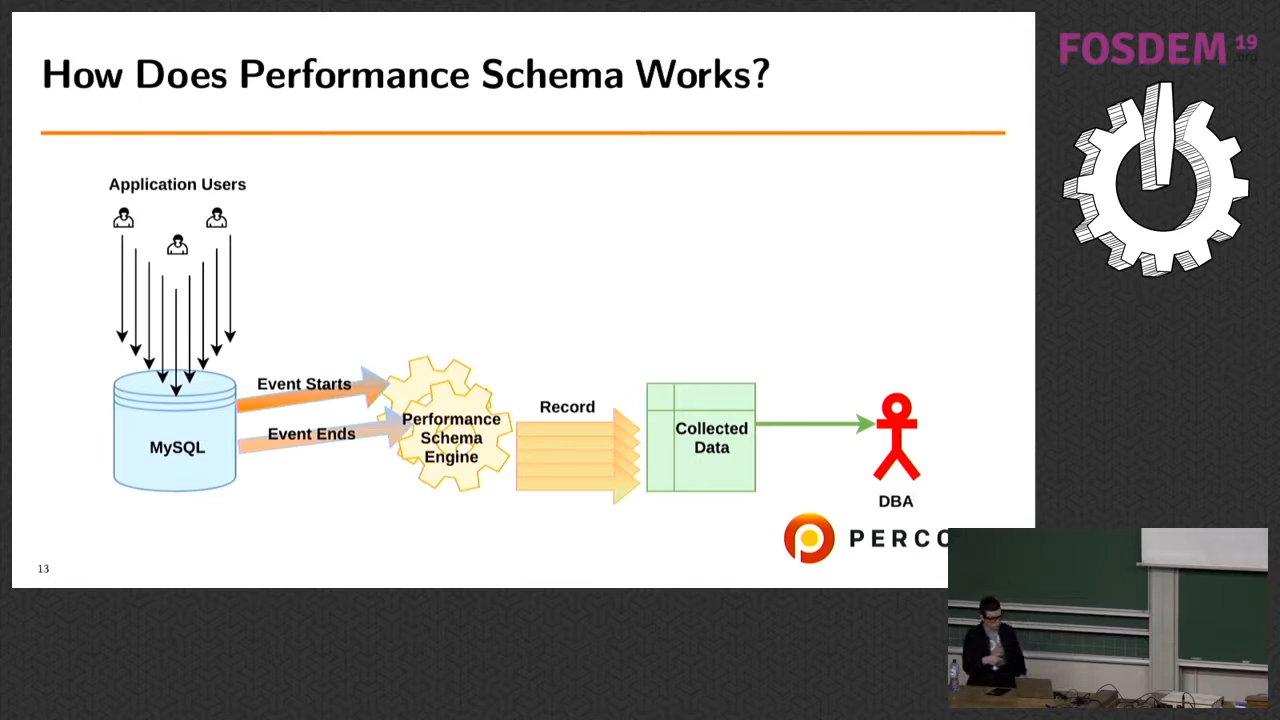 How Does Performance Schema Works?
FOSDEM 19
.org
Application Users
Event Starts
Event Ends
MySQL
Performance
Schema
Engine
Record
Collected
Data
DBA
PERCO
13